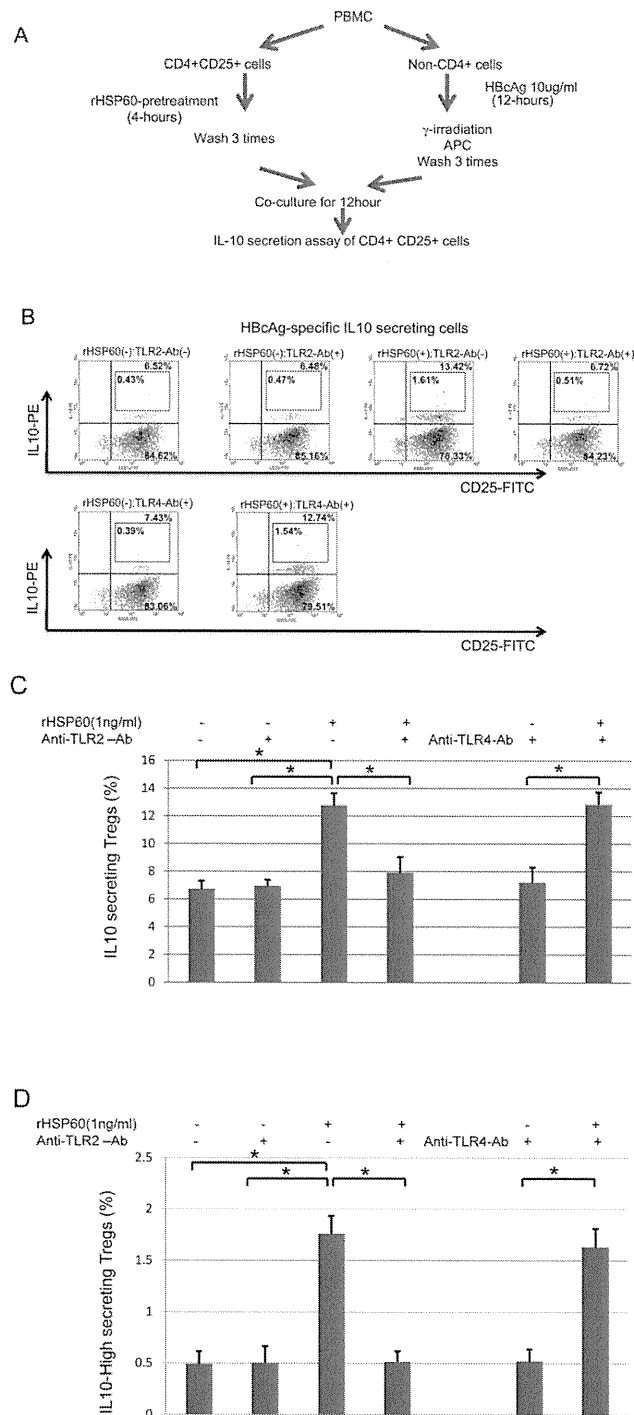 A
PBMC
CD4+CD25+ cells
Non-CD4+ cells
rHSP60-pretreatment
(4-hours)
HBcAg 10ug/ml
(12-hours)
Wash 3 times
γ-irradiation
APC
Wash 3 times
Co-culture for 12hour
IL-10 secretion assay of CD4+ CD25+ cells
B
HBcAg-specific IL10 secreting cells
rHSP60(-):TLR2-Ab(-) rHSP60(-):TLR2-Ab(+) rHSP60(+):TLR2-Ab(-) rHSP60(+):TLR2-Ab(+)
6.52% 6.48% 13.42% 6.72%
0.43% 0.47% 1.61% 0.51%
IL10-PE
84.62% 85.16% 76.33% 84.23%
CD25-FITC
rHSP60(-):TLR4-Ab(+) rHSP60(+):TLR4-Ab(+)
7.43% 12.74%
0.39% 1.54%
IL10-PE
83.06% 79.51%
CD25-FITC
C
rHSP60(1ng/ml) - - + + - +
Anti-TLR2 –Ab - + - + Anti-TLR4-Ab + +
IL10 secreting Tregs (%)
16
14
12
10
8
6
4
2
0
* * * *
D
rHSP60(1ng/ml) - - + + - +
Anti-TLR2 –Ab - + - + Anti-TLR4-Ab + +
IL10-High secreting Tregs (%)
2.5
2
1.5
1
0.5
0
* * * *